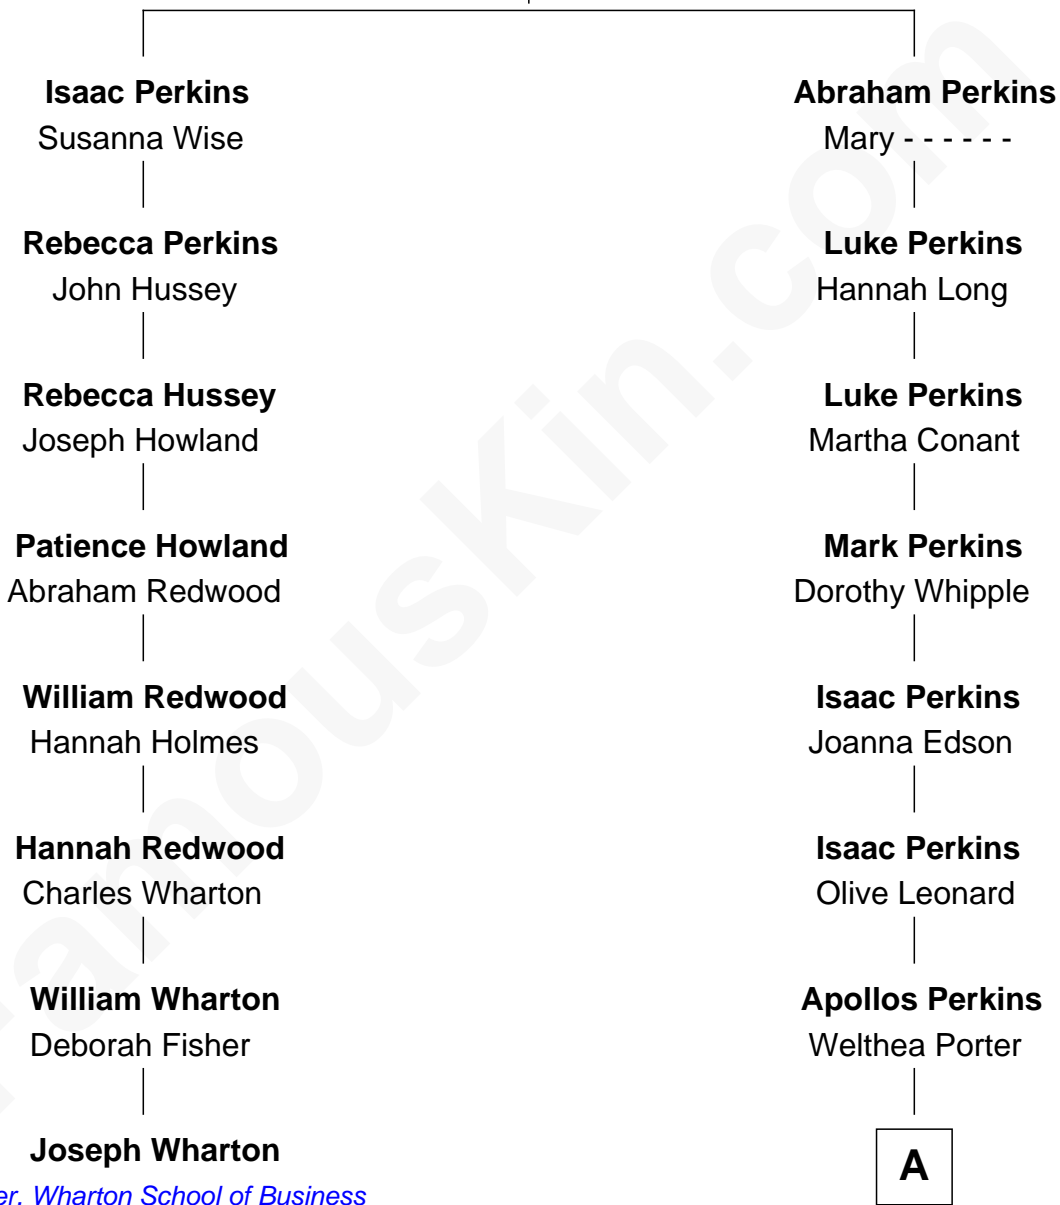 Isaac Perkins
Susanna Wise
Rebecca Perkins
John Hussey
Rebecca Hussey
Joseph Howland
Patience Howland
Abraham Redwood
William Redwood
Hannah Holmes
Hannah Redwood
Charles Wharton
William Wharton
Deborah Fisher
Joseph Wharton
Wharton School of Business
Abraham Perkins
Mary - - - - - -
Luke Perkins
Hannah Long
Luke Perkins
Martha Conant
Mark Perkins
Dorothy Whipple
Isaac Perkins
Joanna Edson
Isaac Perkins
Olive Leonard
Apollos Perkins
Welthea Porter
A
FamousKin.com